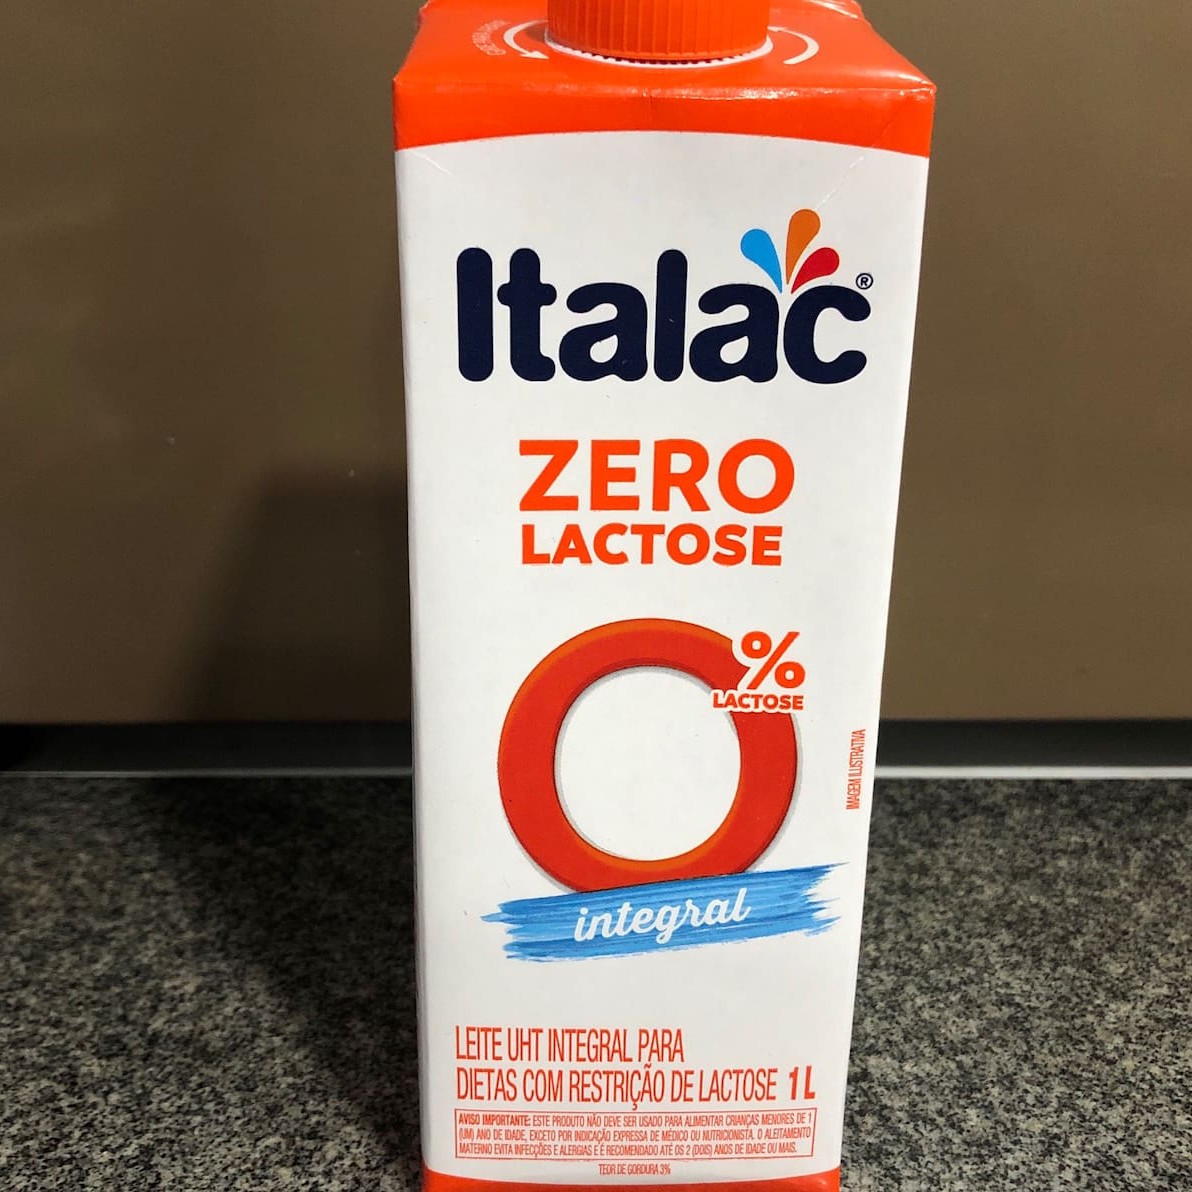 Italac®
ZERO
LACTOSE
0%
LACTOSE
integral
IMAGEM ILUSTRATIVA
LEITE UHT INTEGRAL PARA
DIETAS COM RESTRIÇÃO DE LACTOSE 1L
AVISO IMPORTANTE: ESTE PRODUTO NÃO DEVE SER USADO PARA ALIMENTAR CRIANÇAS MENORES DE 1
(UM) ANO DE IDADE, EXCETO POR INDICAÇÃO EXPRESSA DE MÉDICO OU NUTRICIONISTA. O ALEITAMENTO
MATERNO EVITA INFECÇÕES E ALERGIAS E É RECOMENDADO ATÉ OS 2 (DOIS) ANOS DE IDADE OU MAIS.
TEOR DE GORDURA 3%